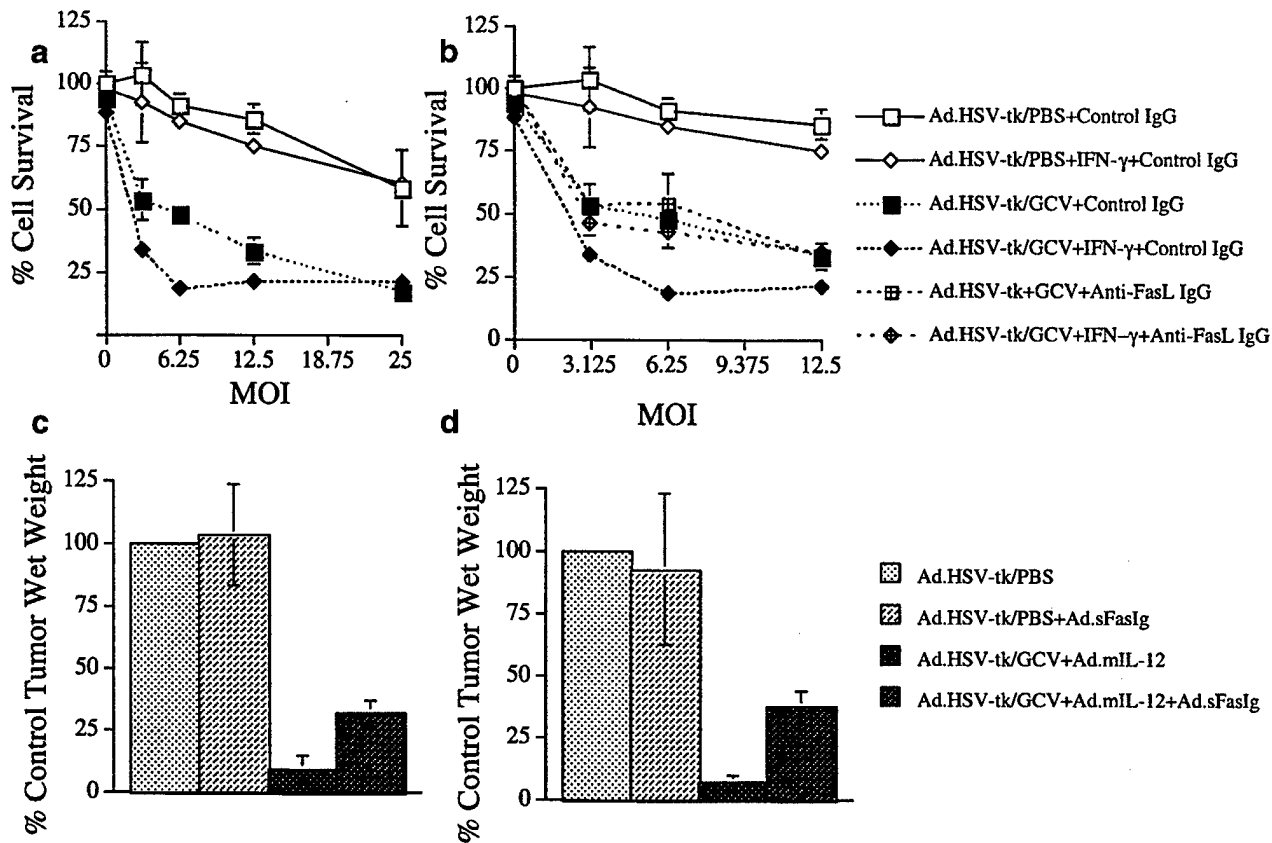 a
125
100
75
50
25
0
6.25
12.5
18.75
25
% Cell Survival
MOI
b
125
100
75
50
25
0
0
3.125
6.25
9.375
12.5
% Cell Survival
MOI
Ad.HSV-tk/PBS+Control IgG
Ad.HSV-tk/PBS+IFN-γ+Control IgG
Ad.HSV-tk/GCV+Control IgG
Ad.HSV-tk/GCV+IFN-γ+Control IgG
Ad.HSV-tk+GCV+Anti-FasL IgG
Ad.HSV-tk/GCV+IFN-γ+Anti-FasL IgG
c
125
100
75
50
25
0
% Control Tumor Wet Weight
d
125
100
75
50
25
0
% Control Tumor Wet Weight
Ad.HSV-tk/PBS
Ad.HSV-tk/PBS+Ad.sFasIg
Ad.HSV-tk/GCV+Ad.mIL-12
Ad.HSV-tk/GCV+Ad.mIL-12+Ad.sFasIg